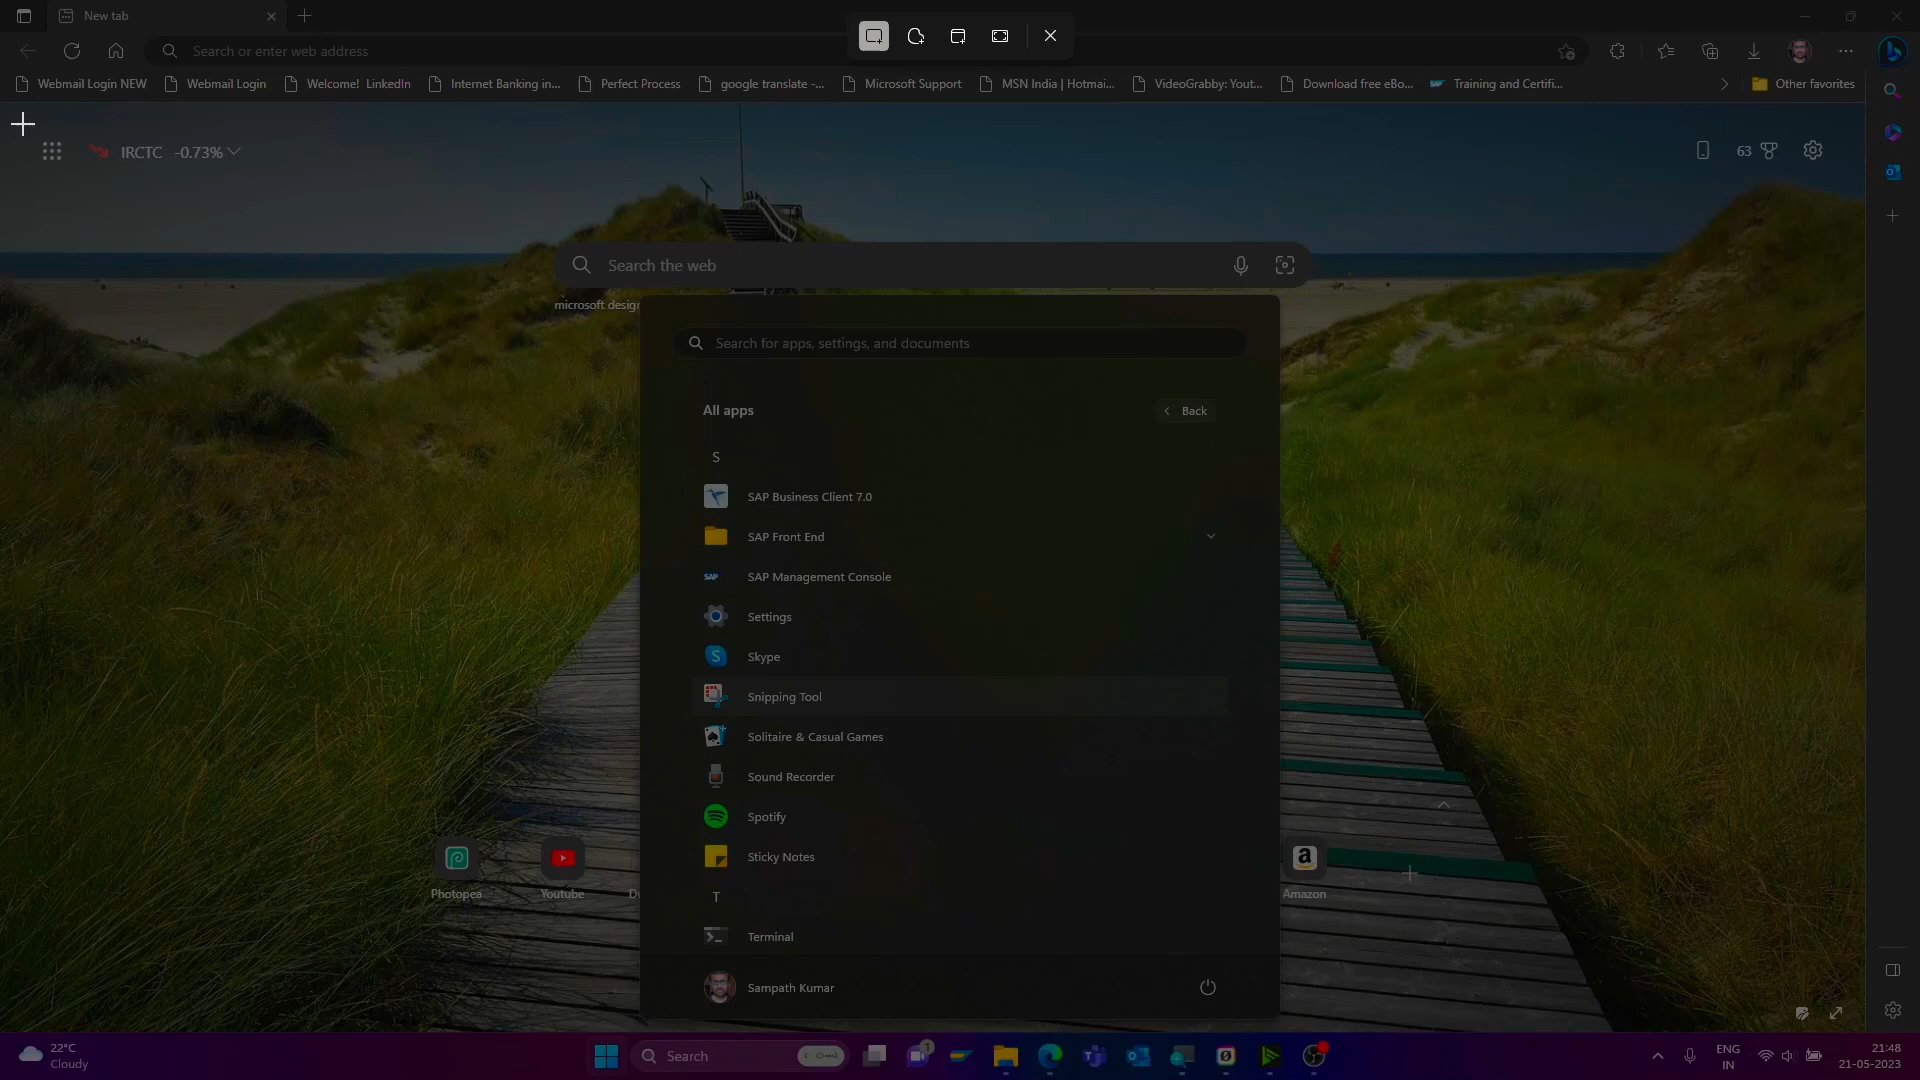 New tab
Search or enter web address
Webmail Login NEW
Webmail Login
Welcome! LinkedIn
Internet Banking in...
Perfect Process
google translate -...
Microsoft Support
MSN India | Hotmai...
VideoGrabby: Yout...
Download free eBo...
Training and Certifi...
Other favorites
IRCTC -0.73%
63
Search the web
microsoft desig
Search for apps, settings, and documents
All apps
Back
S
SAP Business Client 7.0
SAP Front End
SAP
SAP Management Console
Settings
Skype
Snipping Tool
Solitaire & Casual Games
Sound Recorder
Spotify
Sticky Notes
T
Terminal
Photopea
Youtube
D
Amazon
Sampath Kumar
22°C
Cloudy
Search
1
ENG
IN
21:48
21-05-2023